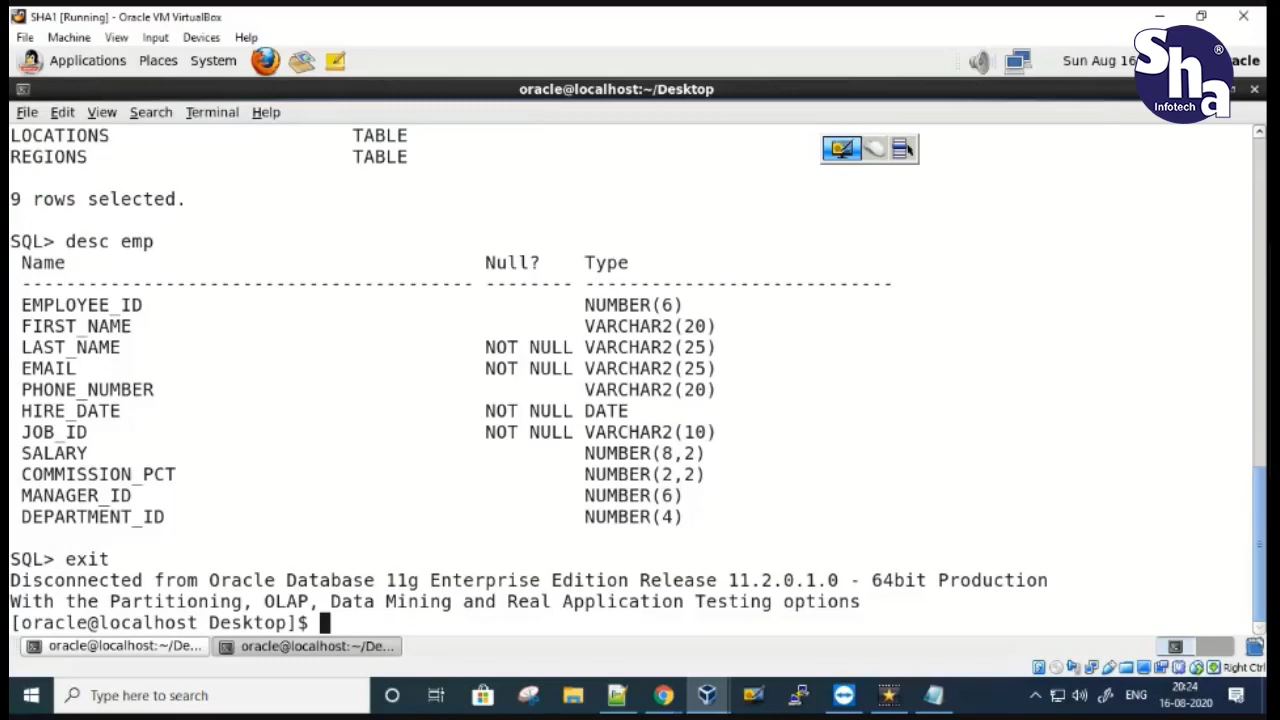 SHA1 [Running] - Oracle VM VirtualBox
File Machine View Input Devices Help
Applications Places System
Sun Aug 16
acle
Sha
®
Infotech
oracle@localhost:~/Desktop
File Edit View Search Terminal Help
LOCATIONS TABLE
REGIONS TABLE
9 rows selected.
SQL> desc emp
Name Null? Type
----------------------------------------- -------- ----------------------------
EMPLOYEE_ID NUMBER(6)
FIRST_NAME VARCHAR2(20)
LAST_NAME NOT NULL VARCHAR2(25)
EMAIL NOT NULL VARCHAR2(25)
PHONE_NUMBER VARCHAR2(20)
HIRE_DATE NOT NULL DATE
JOB_ID NOT NULL VARCHAR2(10)
SALARY NUMBER(8,2)
COMMISSION_PCT NUMBER(2,2)
MANAGER_ID NUMBER(6)
DEPARTMENT_ID NUMBER(4)
SQL> exit
Disconnected from Oracle Database 11g Enterprise Edition Release 11.2.0.1.0 - 64bit Production
With the Partitioning, OLAP, Data Mining and Real Application Testing options
[oracle@localhost Desktop]$
oracle@localhost:~/De... oracle@localhost:~/De...
Right Ctrl
Type here to search
ENG
20:24
16-08-2020